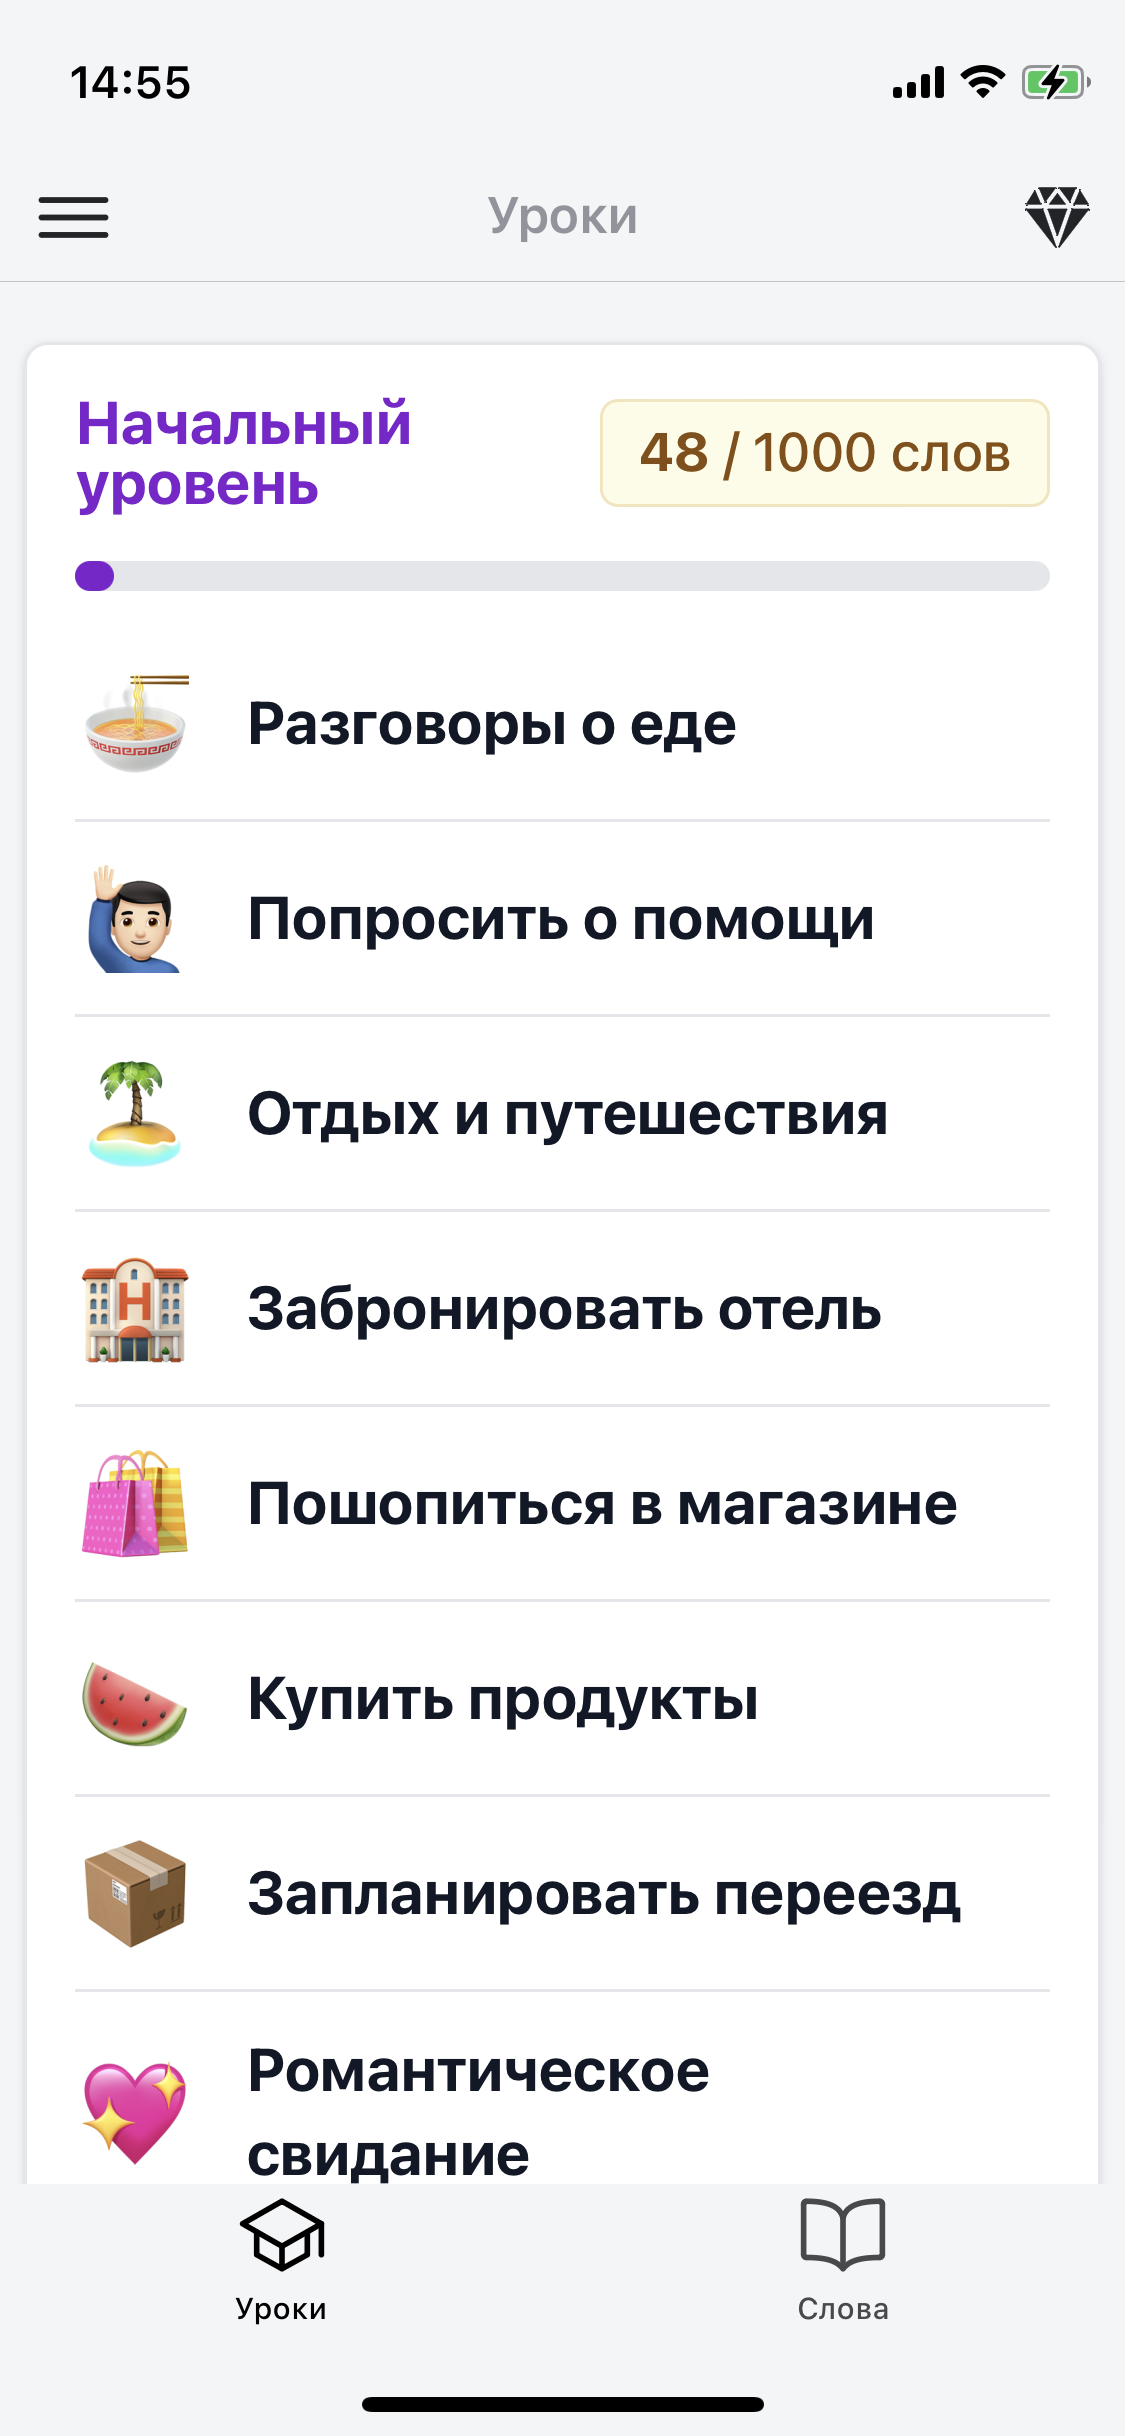 14:55
Уроки
Начальный
уровень
48 / 1000 слов
Разговоры о еде
Попросить о помощи
Отдых и путешествия
H
Забронировать отель
Пошопиться в магазине
Купить продукты
Запланировать переезд
Романтическое
свидание
Уроки
Слова